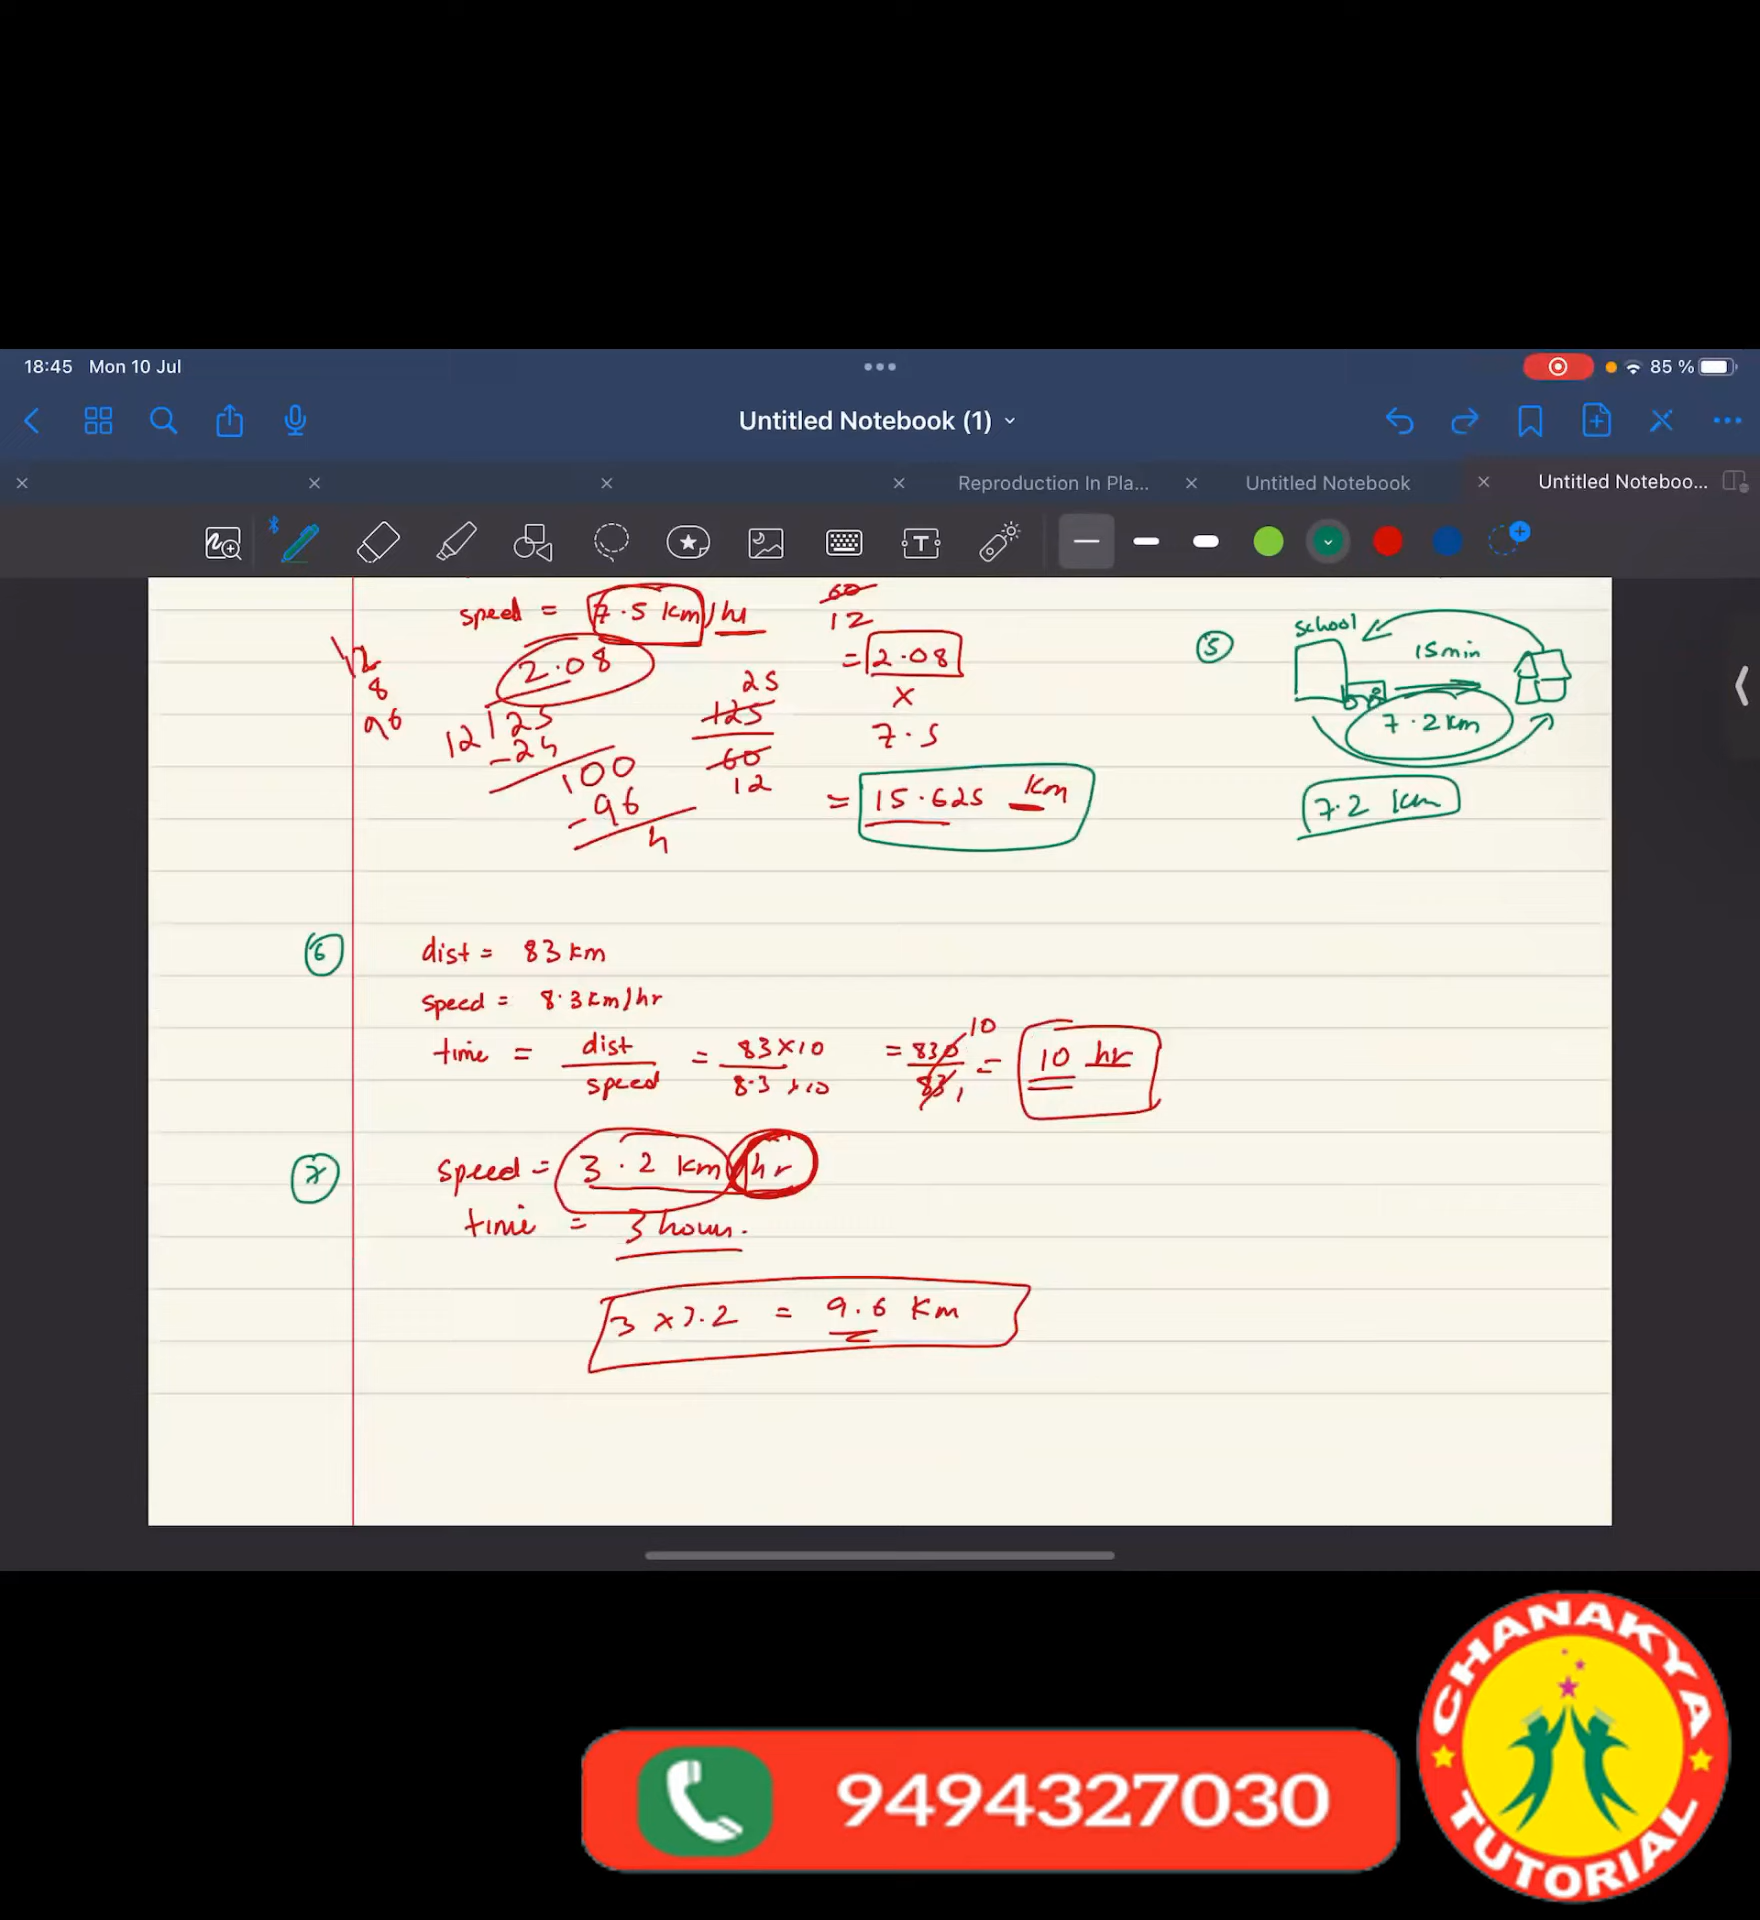 18:45 Mon 10 Jul
85 %
Untitled Notebook (1)
Reproduction In Pla...
Untitled Notebook
Untitled Noteboo...
speed = 7.5 km/hr
60
12
= 2.08
x
7.5
= 15.625 km
2.08
12 125
-24
100
-96
4
12
8
96
25
125
60
12
5
school
15min
7.2km
7.2 km
6
dist = 83 km
speed = 8.3 km/hr
time = dist/speed = 83×10/8.3×10 = 830/83 10 1 = 10 hr
7
speed = 3.2 km/hr
time = 3 hours.
3 x 3.2 = 9.6 Km
9494327030
CHANAKYA
TUTORIAL